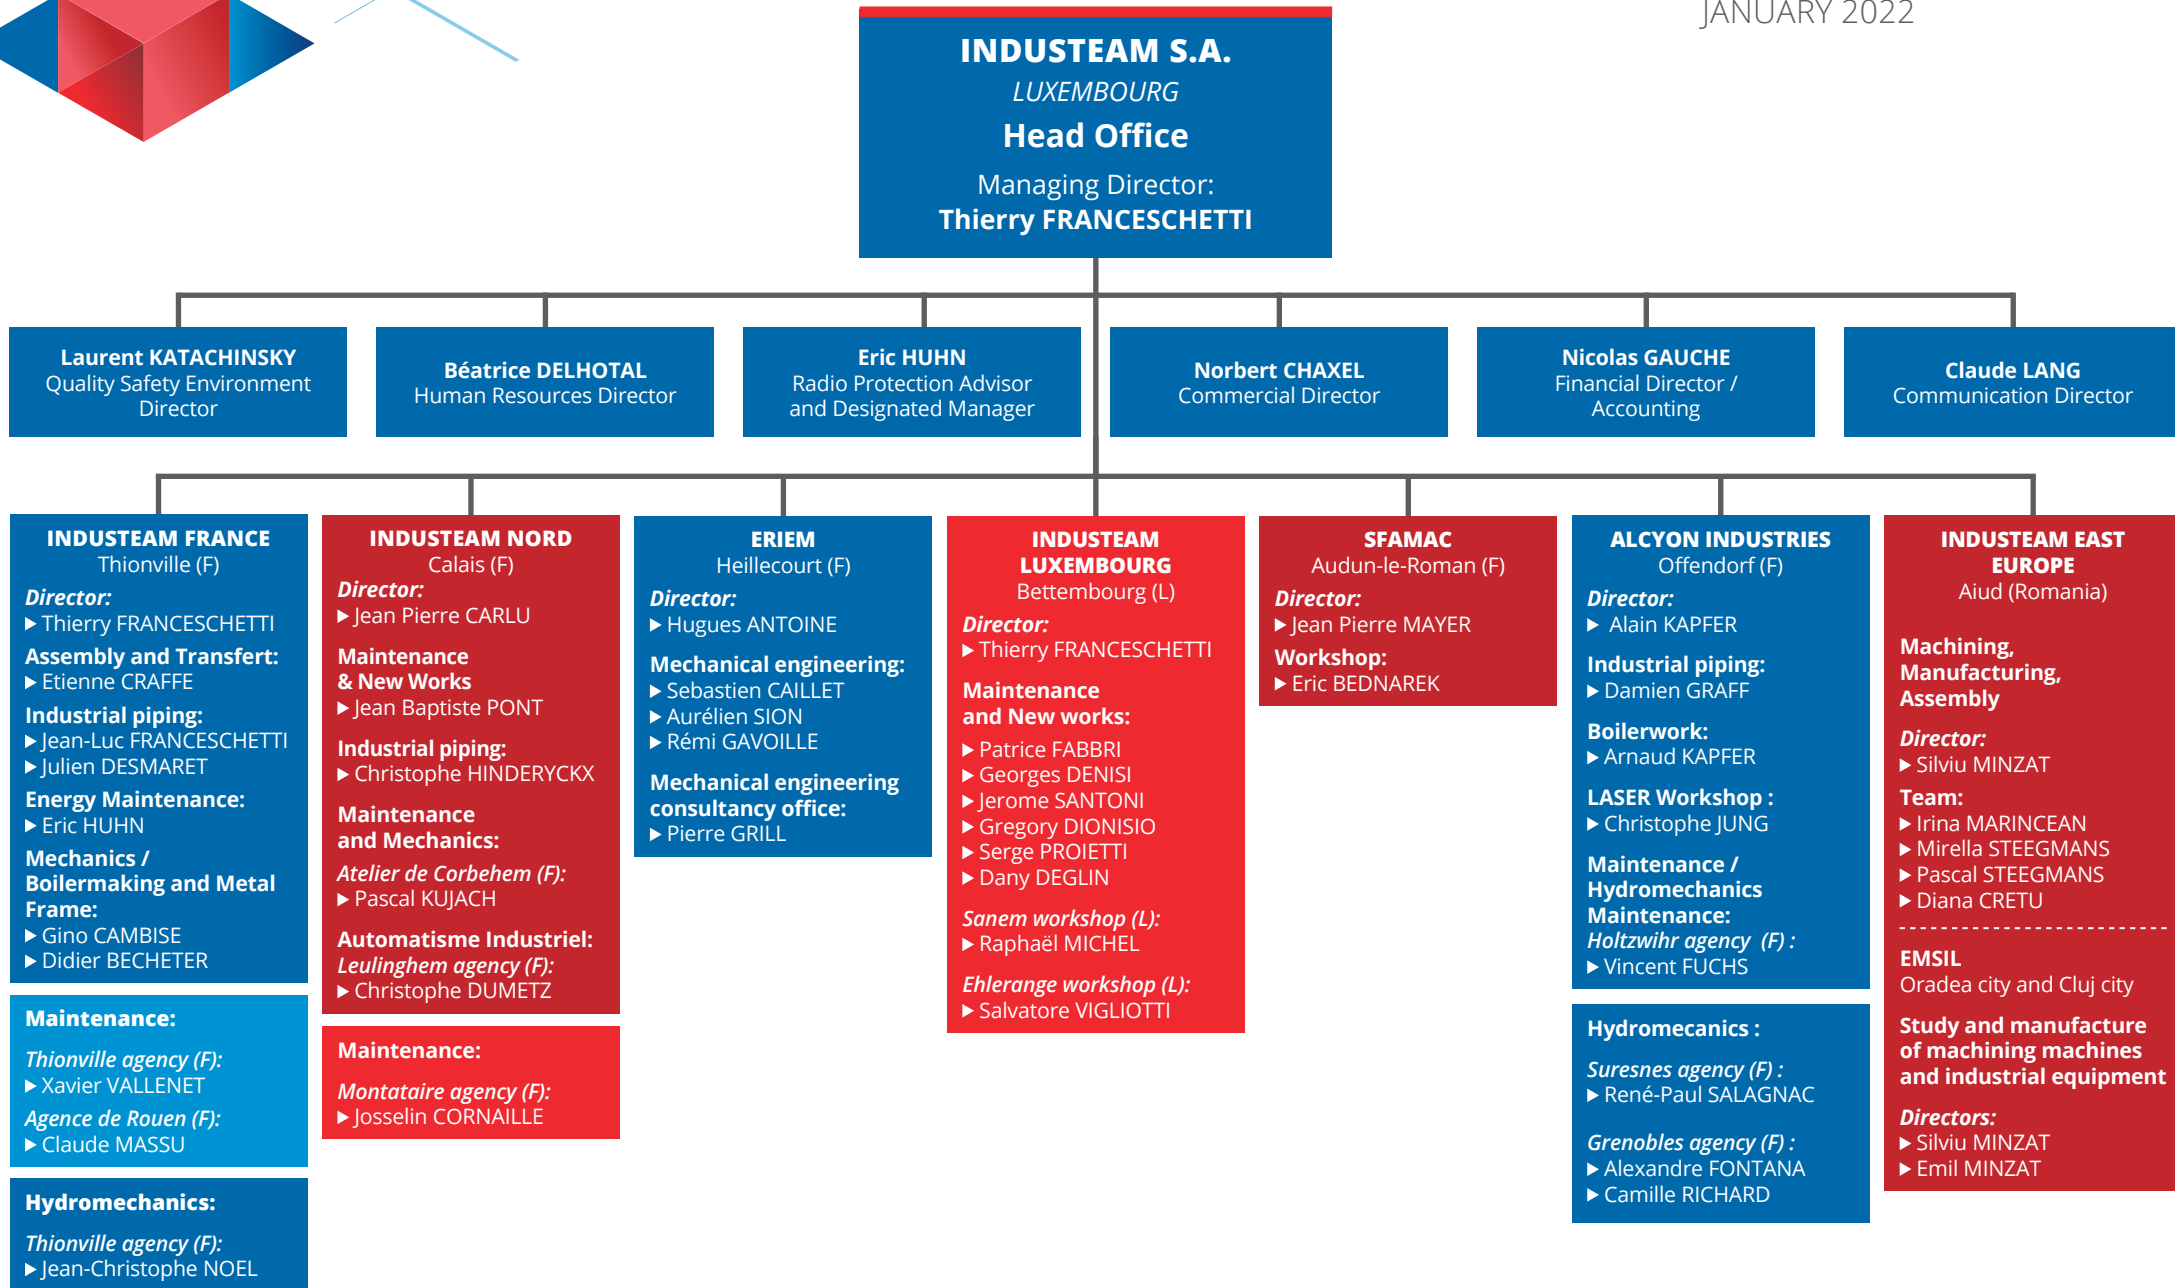 JANUARY 2022
INDUSTEAM S.A.
LUXEMBOURG
Head Office
Managing Director:
Thierry FRANCESCHETTI
Laurent KATACHINSKY
Quality Safety Environment
Director
Béatrice DELHOTAL
Human Resources Director
Eric HUHN
Radio Protection Advisor
and Designated Manager
Norbert CHAXEL
Commercial Director
Nicolas GAUCHE
Financial Director /
Accounting
Claude LANG
Communication Director
INDUSTEAM FRANCE
Thionville (F)
Director:
▶ Thierry FRANCESCHETTI
Assembly and Transfert:
▶ Etienne CRAFFE
Industrial piping:
▶ Jean-Luc FRANCESCHETTI
▶ Julien DESMARET
Energy Maintenance:
▶ Eric HUHN
Mechanics /
Boilermaking and Metal
Frame:
▶ Gino CAMBISE
▶ Didier BECHETER
Maintenance:
Thionville agency (F):
▶ Xavier VALLENET
Agence de Rouen (F):
▶ Claude MASSU
Hydromechanics:
Thionville agency (F):
▶ Jean-Christophe NOEL
INDUSTEAM NORD
Calais (F)
Director:
▶ Jean Pierre CARLU
Maintenance
& New Works
▶ Jean Baptiste PONT
Industrial piping:
▶ Christophe HINDERYCKX
Maintenance
and Mechanics:
Atelier de Corbehem (F):
▶ Pascal KUJACH
Automatisme Industriel:
Leulinghem agency (F):
▶ Christophe DUMETZ
Maintenance:
Montataire agency (F):
▶ Josselin CORNAILLE
ERIEM
Heillecourt (F)
Director:
▶ Hugues ANTOINE
Mechanical engineering:
▶ Sebastien CAILLET
▶ Aurélien SION
▶ Rémi GAVOILLE
Mechanical engineering
consultancy office:
▶ Pierre GRILL
INDUSTEAM
LUXEMBOURG
Bettembourg (L)
Director:
▶ Thierry FRANCESCHETTI
Maintenance
and New works:
▶ Patrice FABBRI
▶ Georges DENISI
▶ Jerome SANTONI
▶ Gregory DIONISIO
▶ Serge PROIETTI
▶ Dany DEGLIN
Sanem workshop (L):
▶ Raphaël MICHEL
Ehlerange workshop (L):
▶ Salvatore VIGLIOTTI
SFAMAC
Audun-le-Roman (F)
Director:
▶ Jean Pierre MAYER
Workshop:
▶ Eric BEDNAREK
ALCYON INDUSTRIES
Offendorf (F)
Director:
▶ Alain KAPFER
Industrial piping:
▶ Damien GRAFF
Boilerwork:
▶ Arnaud KAPFER
LASER Workshop :
▶ Christophe JUNG
Maintenance /
Hydromechanics
Maintenance:
Holtzwihr agency (F) :
▶ Vincent FUCHS
Hydromecanics :
Suresnes agency (F) :
▶ René-Paul SALAGNAC
Grenobles agency (F) :
▶ Alexandre FONTANA
▶ Camille RICHARD
INDUSTEAM EAST
EUROPE
Aiud (Romania)
Machining,
Manufacturing,
Assembly
Director:
▶ Silviu MINZAT
Team:
▶ Irina MARINCEAN
▶ Mirella STEEGMANS
▶ Pascal STEEGMANS
▶ Diana CRETU
EMSIL
Oradea city and Cluj city
Study and manufacture
of machining machines
and industrial equipment
Directors:
▶ Silviu MINZAT
▶ Emil MINZAT